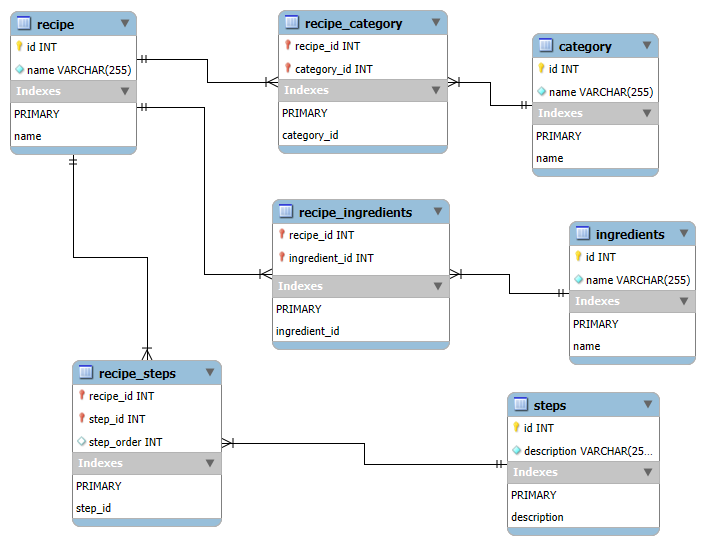 recipe
id INT
name VARCHAR(255)
Indexes
PRIMARY
name
recipe_category
recipe_id INT
category_id INT
Indexes
PRIMARY
category_id
category
id INT
name VARCHAR(255)
Indexes
PRIMARY
name
recipe_ingredients
recipe_id INT
ingredient_id INT
Indexes
PRIMARY
ingredient_id
ingredients
id INT
name VARCHAR(255)
Indexes
PRIMARY
name
recipe_steps
recipe_id INT
step_id INT
step_order INT
Indexes
PRIMARY
step_id
steps
id INT
description VARCHAR(25...
Indexes
PRIMARY
description